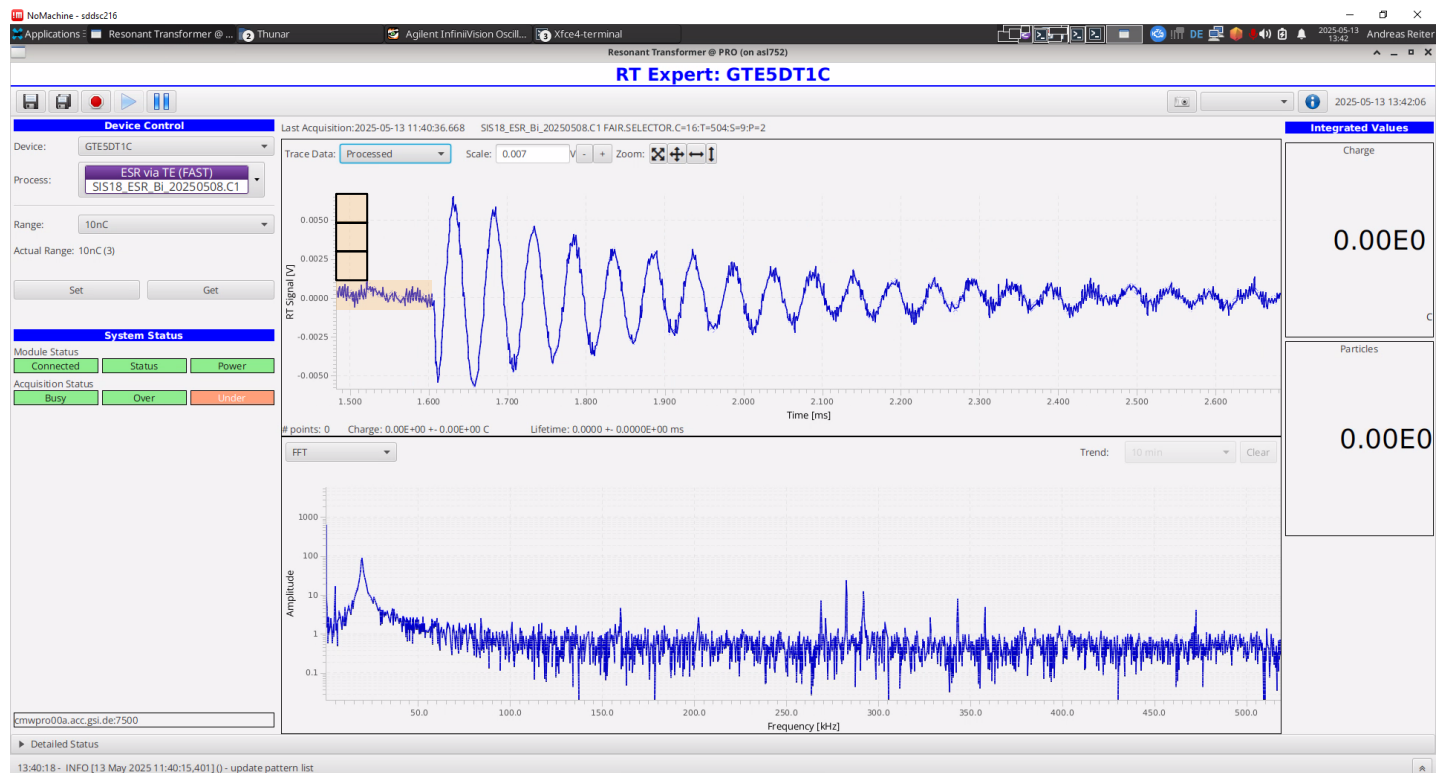 NoMachine - sddsc216
Applications Resonant Transformer @ ... 2 Thunar Agilent InfiniiVision Oscill... 3 Xfce4-terminal DE 2025-05-13 13:42 Andreas Reiter
Resonant Transformer @ PRO (on asl752)
RT Expert: GTE5DT1C
2025-05-13 13:42:06
Device Control
Device: GTE5DT1C
Process: ESR via TE (FAST)
SIS18_ESR_Bi_20250508.C1
Range: 10nC
Actual Range: 10nC (3)
Set Get
System Status
Module Status
Connected Status Power
Acquisition Status
Busy Over Under
cmwpro00a.acc.gsi.de:7500
Last Acquisition:2025-05-13 11:40:36.668 SIS18_ESR_Bi_20250508.C1 FAIR.SELECTOR.C=16:T=504:S=9:P=2
Trace Data: Processed Scale: 0.007 V - + Zoom:
RT Signal [V]
0.0050
0.0025
0.0000
-0.0025
-0.0050
1.500 1.600 1.700 1.800 1.900 2.000 2.100 2.200 2.300 2.400 2.500 2.600
Time [ms]
# points: 0 Charge: 0.00E+00 +- 0.00E+00 C Lifetime: 0.0000 +- 0.0000E+00 ms
FFT Trend: 10 min Clear
Amplitude
1000
100
10
1
0.1
50.0 100.0 150.0 200.0 250.0 300.0 350.0 400.0 450.0 500.0
Frequency [kHz]
Integrated Values
Charge
0.00E0
C
Particles
0.00E0
Detailed Status
13:40:18 - INFO [13 May 2025 11:40:15,401] () - update pattern list